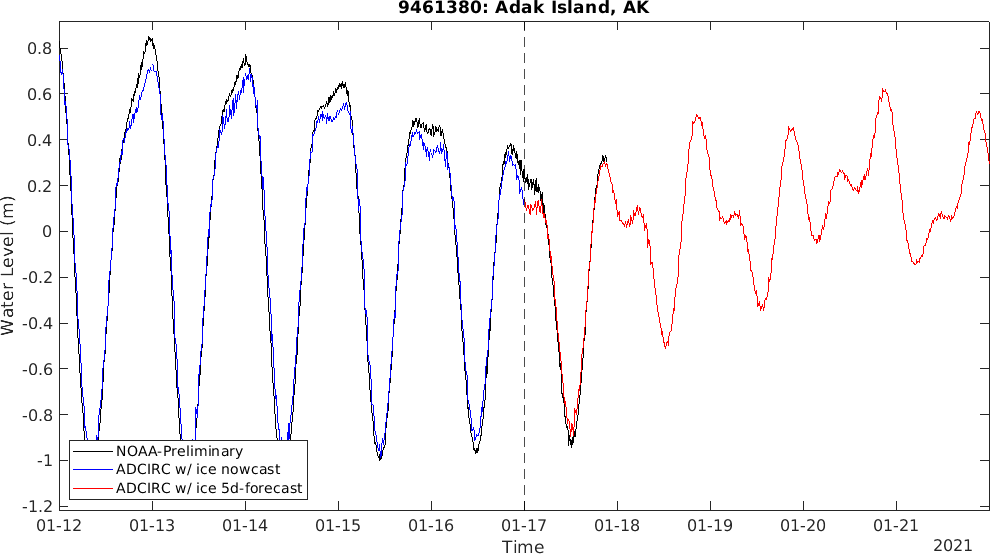 9461380: Adak Island, AK
Water Level (m)
0.8
0.6
0.4
0.2
0
-0.2
-0.4
-0.6
-0.8
-1
-1.2
NOAA-Preliminary
ADCIRC w/ ice nowcast
ADCIRC w/ ice 5d-forecast
01-12 01-13 01-14 01-15 01-16 01-17 01-18 01-19 01-20 01-21
Time
2021